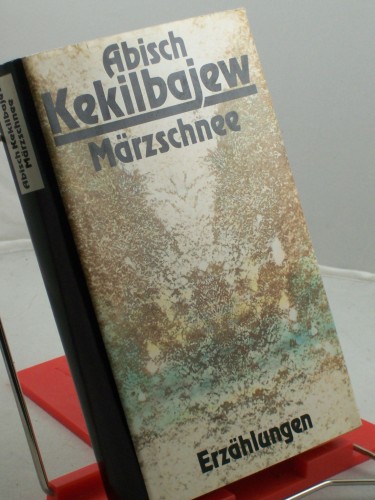 Abisch
Kekilbajew
Märzschnee
Erzählungen
Abisch Kekilbajew
Märzschnee